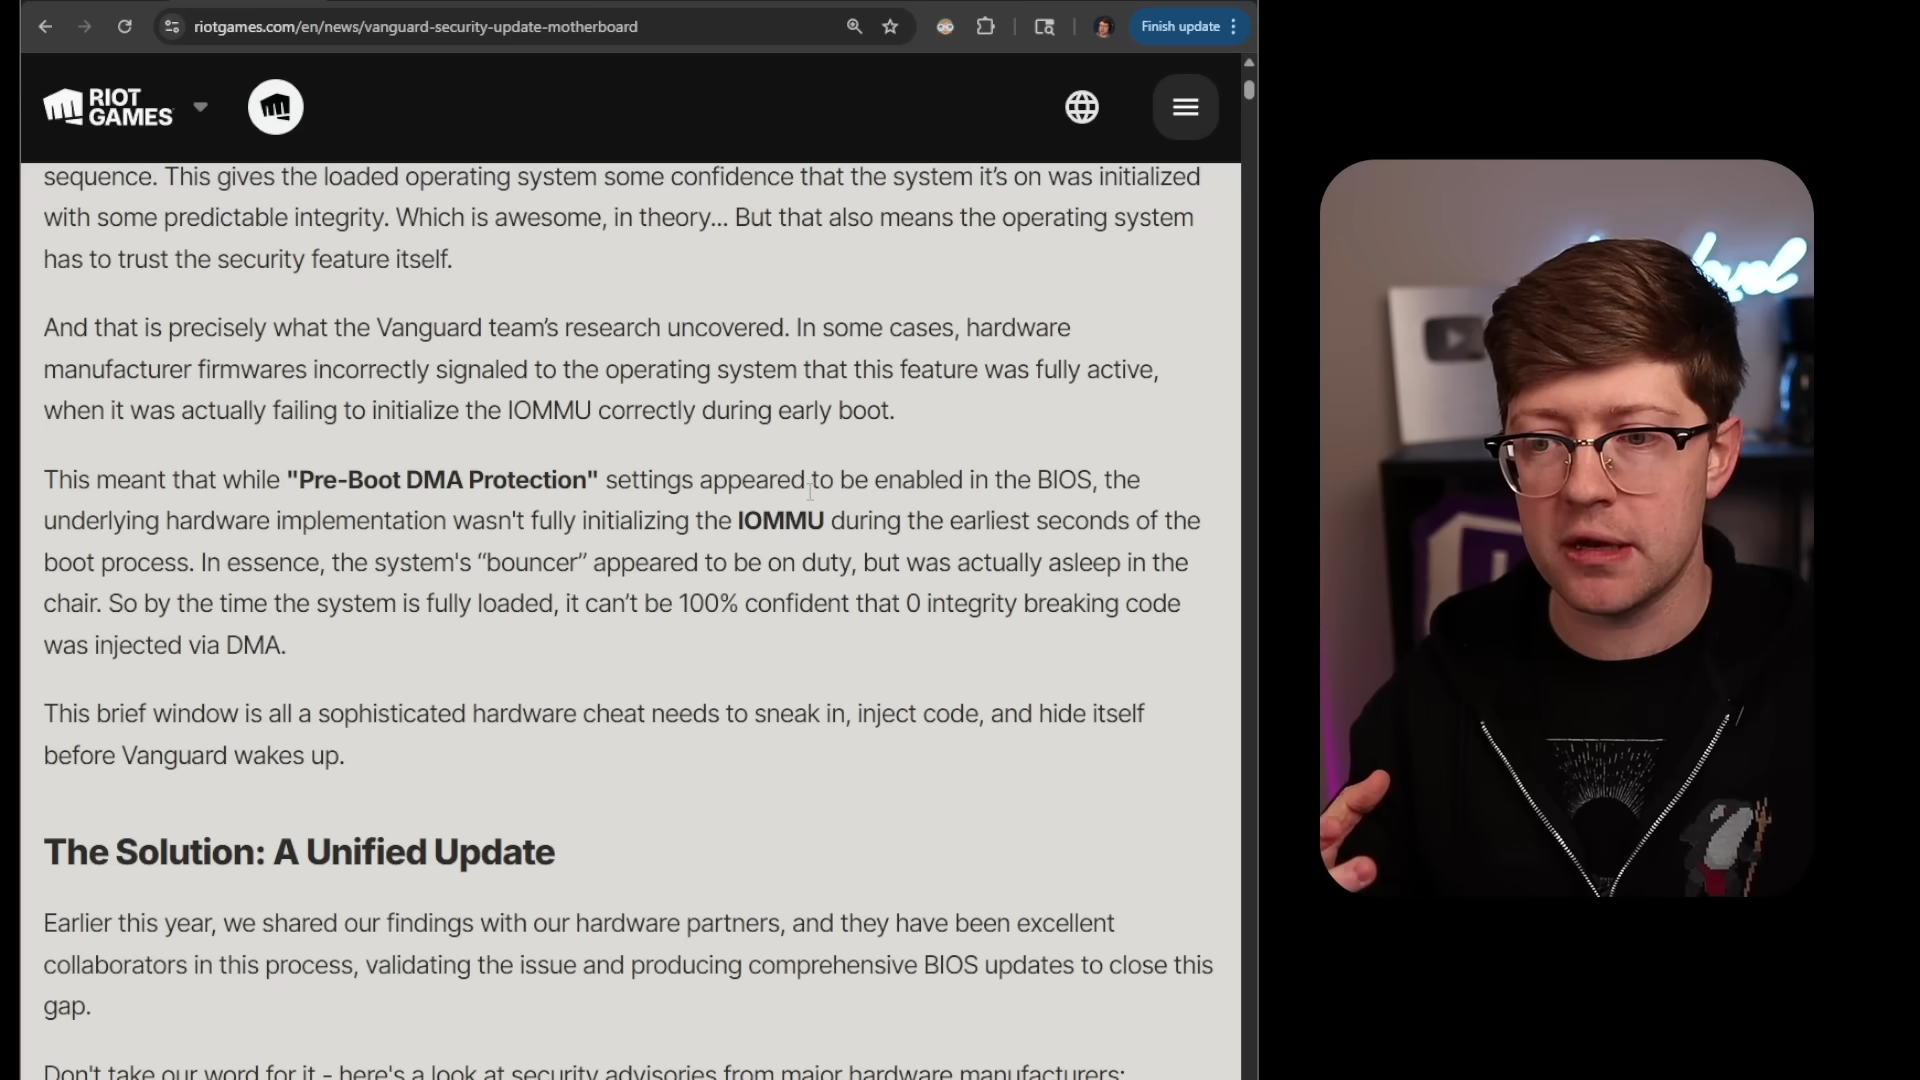 riotgames.com/en/news/vanguard-security-update-motherboard
Finish update
RIOT
GAMES
sequence. This gives the loaded operating system some confidence that the system it’s on was initialized
with some predictable integrity. Which is awesome, in theory... But that also means the operating system
has to trust the security feature itself.
And that is precisely what the Vanguard team’s research uncovered. In some cases, hardware
manufacturer firmwares incorrectly signaled to the operating system that this feature was fully active,
when it was actually failing to initialize the IOMMU correctly during early boot.
This meant that while "Pre-Boot DMA Protection" settings appeared to be enabled in the BIOS, the
underlying hardware implementation wasn't fully initializing the IOMMU during the earliest seconds of the
boot process. In essence, the system's “bouncer” appeared to be on duty, but was actually asleep in the
chair. So by the time the system is fully loaded, it can’t be 100% confident that 0 integrity breaking code
was injected via DMA.
This brief window is all a sophisticated hardware cheat needs to sneak in, inject code, and hide itself
before Vanguard wakes up.
The Solution: A Unified Update
Earlier this year, we shared our findings with our hardware partners, and they have been excellent
collaborators in this process, validating the issue and producing comprehensive BIOS updates to close this
gap.
Don't take our word for it - here's a look at security advisories from major hardware manufacturers: